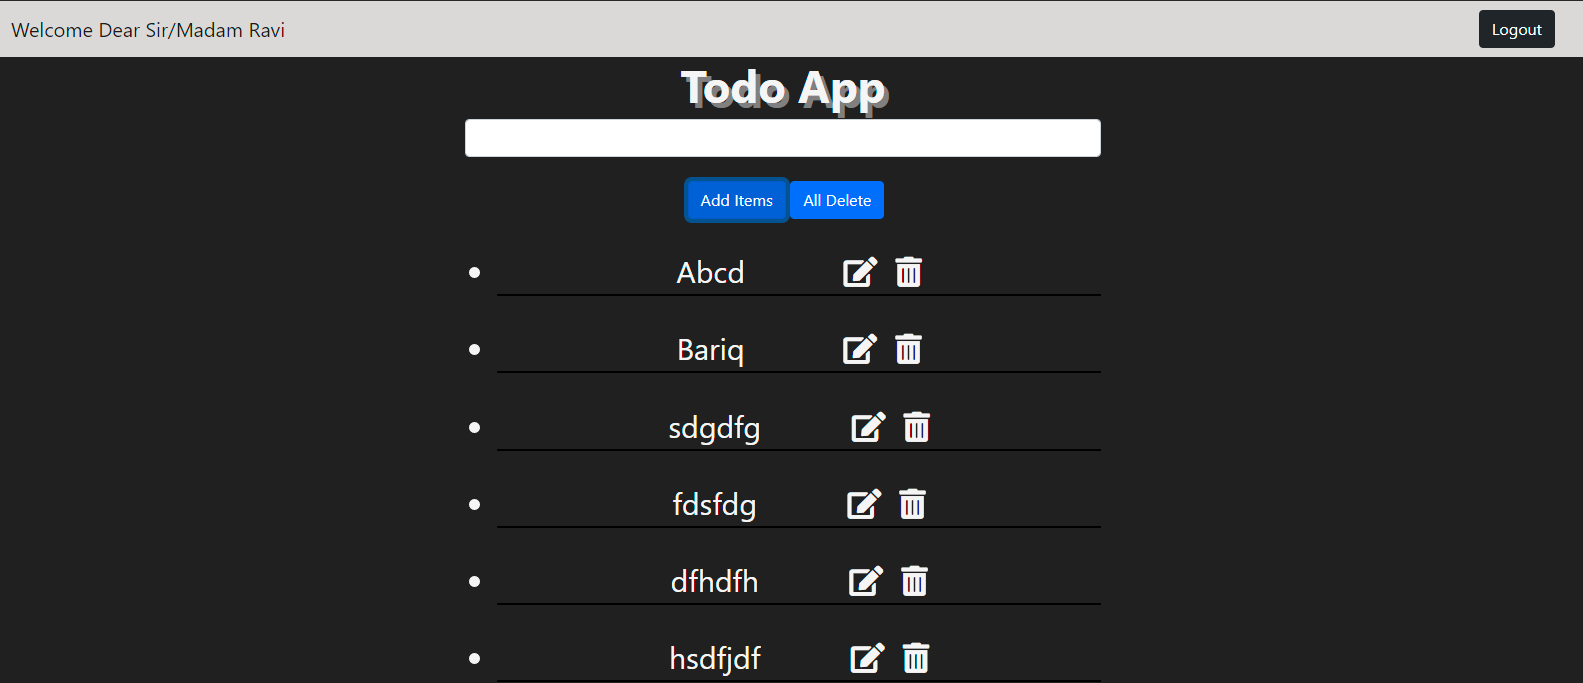 Welcome Dear Sir/Madam Ravi
Logout
Todo App
Add Items
All Delete
Abcd
Bariq
sdgdfg
fdsfdg
dfhdfh
hsdfjdf